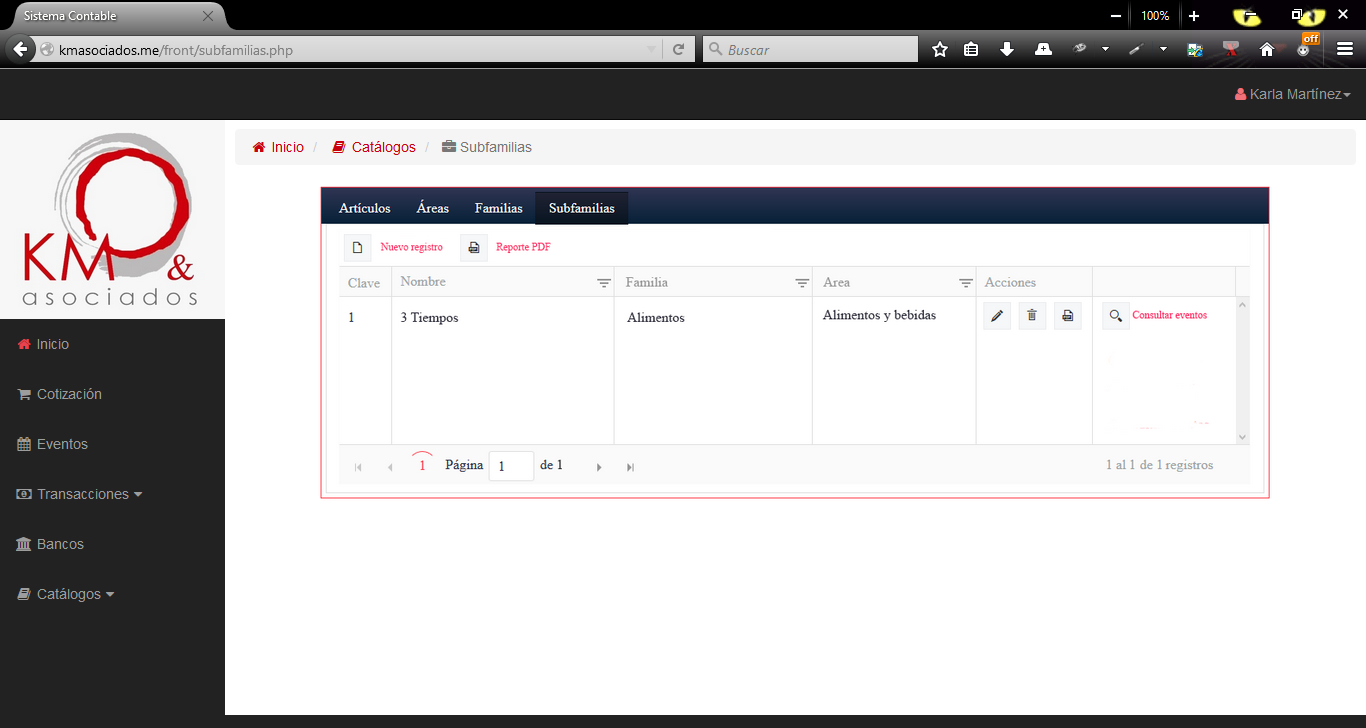 Sistema Contable
100%
kmasociados.me/front/subfamilias.php
Buscar
off
Karla Martínez
KMO &
asociados
Inicio / Catálogos / Subfamilias
Inicio
Cotización
Eventos
Transacciones
Bancos
Catálogos
Artículos Áreas Familias Subfamilias
Nuevo registro Reporte PDF
Clave Nombre Familia Area Acciones
1 3 Tiempos Alimentos Alimentos y bebidas Consultar eventos
1 Página 1 de 1 1 al 1 de 1 registros